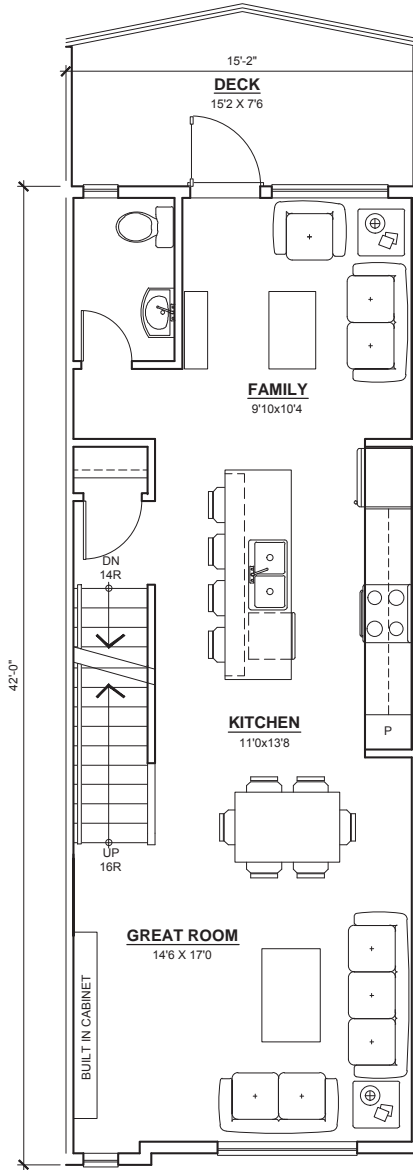 15'-2"
DECK
15'2 X 7'6
FAMILY
9'10x10'4
DN
14R
42'-0"
KITCHEN
11'0x13'8
P
UP
16R
GREAT ROOM
14'6 X 17'0
BUILT IN CABINET